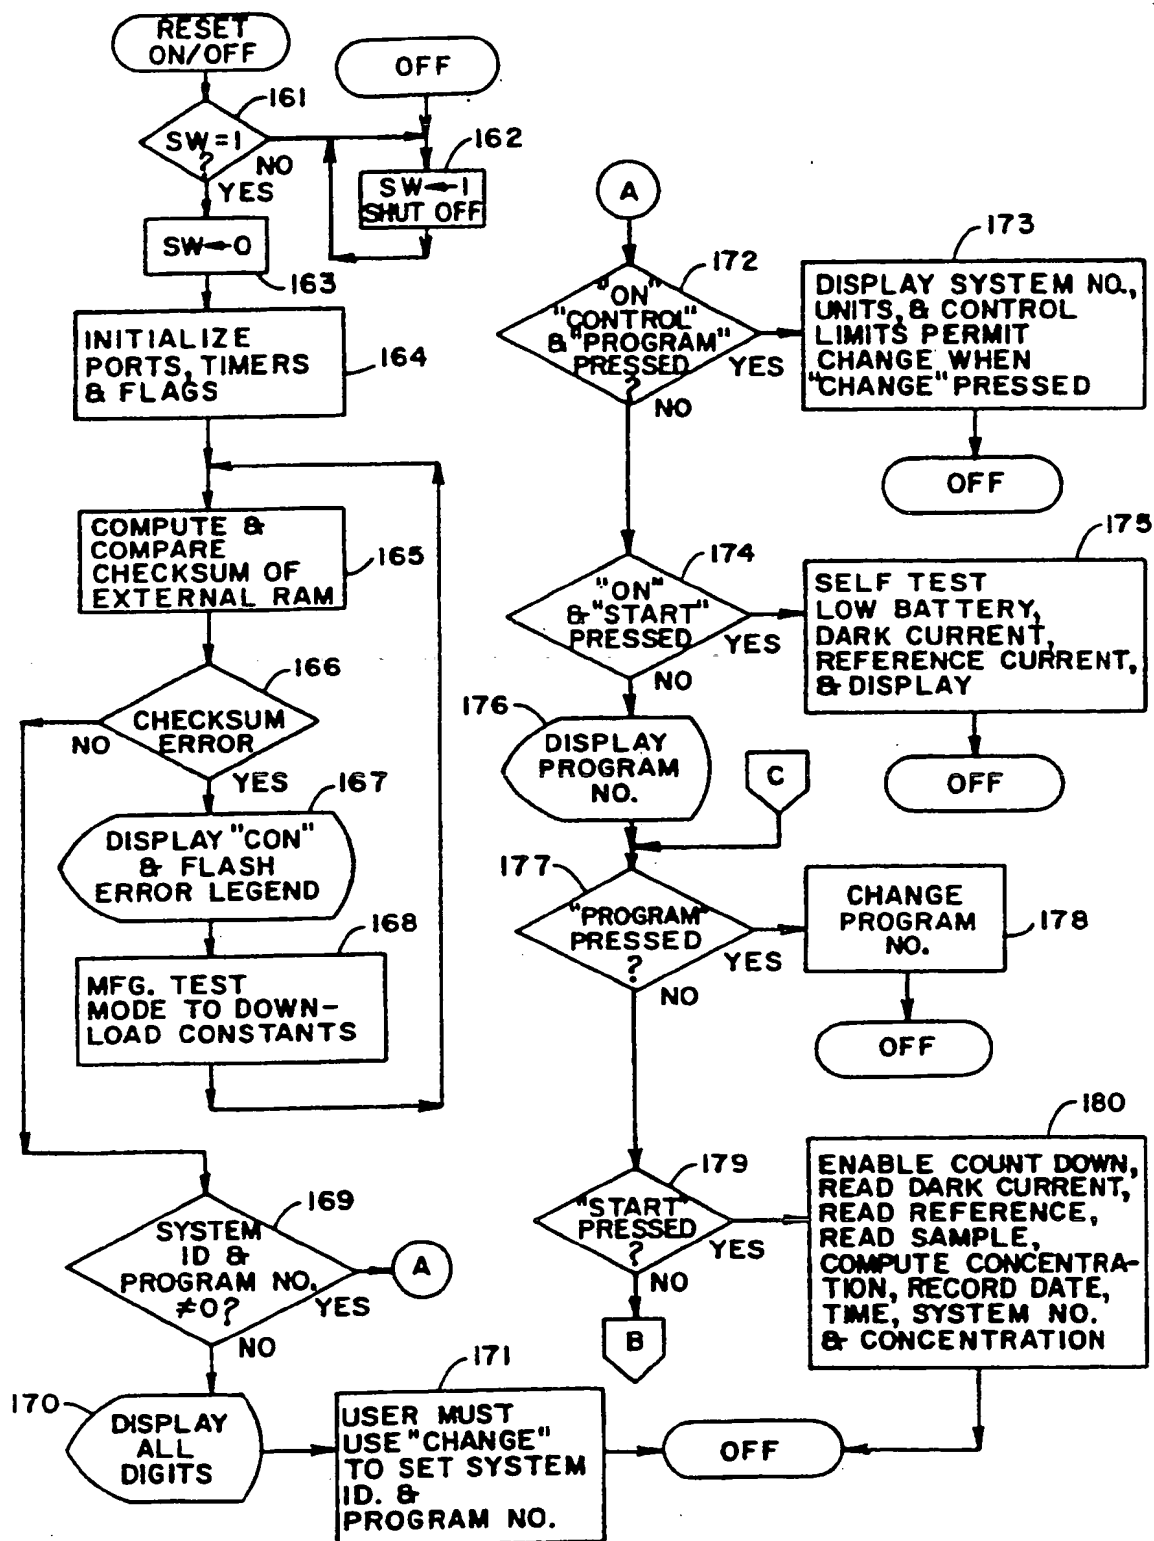 RESET
ON/OFF
OFF
161
SW=1
?
NO
YES
162
SW←1
SHUT OFF
SW←0
163
INITIALIZE
PORTS, TIMERS
& FLAGS
164
COMPUTE &
COMPARE
CHECKSUM OF
EXTERNAL RAM
165
166
CHECKSUM
ERROR
NO
YES
167
DISPLAY "CON"
& FLASH
ERROR LEGEND
168
MFG. TEST
MODE TO DOWN-
LOAD CONSTANTS
169
SYSTEM
ID &
PROGRAM NO.
≠0?
YES
A
NO
170
DISPLAY
ALL
DIGITS
171
USER MUST
USE "CHANGE"
TO SET SYSTEM
ID. &
PROGRAM NO.
OFF
A
172
"ON"
"CONTROL"
& "PROGRAM"
PRESSED
?
YES
NO
173
DISPLAY SYSTEM NO.,
UNITS, & CONTROL
LIMITS PERMIT
CHANGE WHEN
"CHANGE" PRESSED
OFF
174
"ON"
& "START"
PRESSED
YES
NO
175
SELF TEST
LOW BATTERY,
DARK CURRENT,
REFERENCE CURRENT,
& DISPLAY
OFF
176
DISPLAY
PROGRAM
NO.
C
177
"PROGRAM"
PRESSED
?
YES
NO
CHANGE
PROGRAM
NO.
178
OFF
179
"START"
PRESSED
?
YES
NO
B
180
ENABLE COUNT DOWN,
READ DARK CURRENT,
READ REFERENCE,
READ SAMPLE,
COMPUTE CONCENTRA-
TION, RECORD DATE,
TIME, SYSTEM NO.
& CONCENTRATION